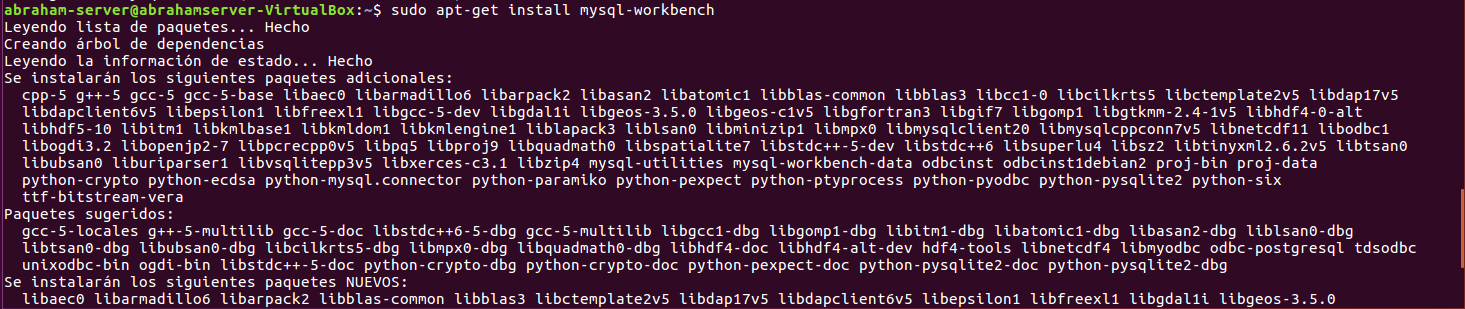 abraham-server@abrahamserver-VirtualBox:~$ sudo apt-get install mysql-workbench
Leyendo lista de paquetes... Hecho
Creando árbol de dependencias
Leyendo la información de estado... Hecho
Se instalarán los siguientes paquetes adicionales:
cpp-5 g++-5 gcc-5 gcc-5-base libaec0 libarmadillo6 libarpack2 libasan2 libatomic1 libblas-common libblas3 libcc1-0 libcilkrts5 libctemplate2v5 libdap17v5
libdapclient6v5 libepsilon1 libfreexl1 libgcc-5-dev libgdal1i libgeos-3.5.0 libgeos-c1v5 libgfortran3 libgif7 libgomp1 libgtkmm-2.4-1v5 libhdf4-0-alt
libhdf5-10 libitm1 libkmlbase1 libkmldom1 libkmlengine1 liblapack3 liblsan0 libminizip1 libmpx0 libmysqlclient20 libmysqlcppconn7v5 libnetcdf11 libodbc1
libogdi3.2 libopenjp2-7 libpcrecpp0v5 libpq5 libproj9 libquadmath0 libspatialite7 libstdc++-5-dev libstdc++6 libsuperlu4 libsz2 libtinyxml2.6.2v5 libtsan0
libubsan0 liburiparser1 libvsqlitepp3v5 libxerces-c3.1 libzip4 mysql-utilities mysql-workbench-data odbcinst odbcinst1debian2 proj-bin proj-data
python-crypto python-ecdsa python-mysql.connector python-paramiko python-pexpect python-ptyprocess python-pyodbc python-pysqlite2 python-six
ttf-bitstream-vera
Paquetes sugeridos:
gcc-5-locales g++-5-multilib gcc-5-doc libstdc++6-5-dbg gcc-5-multilib libgcc1-dbg libgomp1-dbg libitm1-dbg libatomic1-dbg libasan2-dbg liblsan0-dbg
libtsan0-dbg libubsan0-dbg libcilkrts5-dbg libmpx0-dbg libquadmath0-dbg libhdf4-doc libhdf4-alt-dev hdf4-tools libnetcdf4 libmyodbc odbc-postgresql tdsodbc
unixodbc-bin ogdi-bin libstdc++-5-doc python-crypto-dbg python-crypto-doc python-pexpect-doc python-pysqlite2-doc python-pysqlite2-dbg
Se instalarán los siguientes paquetes NUEVOS:
libaec0 libarmadillo6 libarpack2 libblas-common libblas3 libctemplate2v5 libdap17v5 libdapclient6v5 libepsilon1 libfreexl1 libgdal1i libgeos-3.5.0